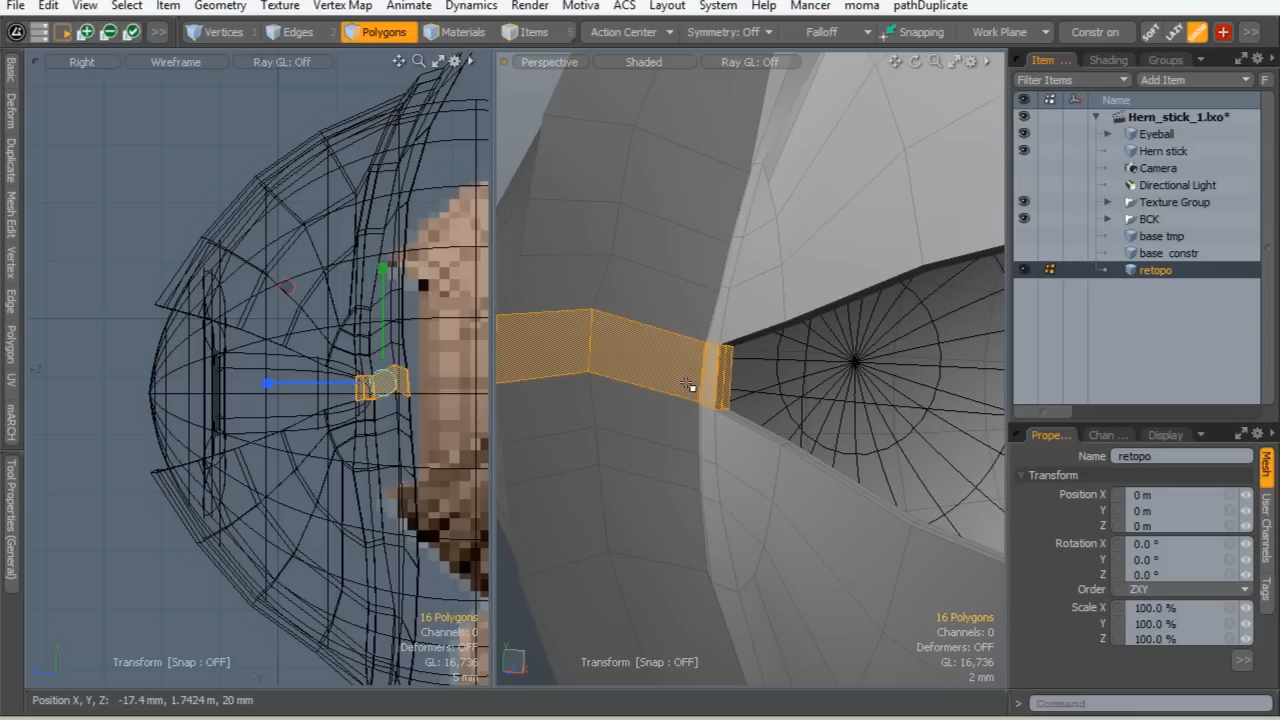 File Edit View Select Item Geometry Texture Vertex Map Animate Dynamics Render Motiva ACS Layout System Help Mancer moma pathDuplicate
>> Vertices 1 Edges 2 Polygons Materials Items 5 Action Center Symmetry: Off Falloff Snapping Work Plane Constr on SOFT LAZY >>
Right Wireframe Ray GL: Off
Perspective Shaded Ray GL: Off
Item ... Shading Groups
Filter Items Add Item F
Name
Hern_stick_1.lxo*
Eyeball
Hern stick
Camera
Directional Light
Texture Group
BCK
base tmp
base constr
retopo
Basic
Deform
Duplicate
Mesh Edit
Vertex
Edge
Polygon
UV
mARCH
Tool Properties (General)
+Z
-Y
16 Polygons
Channels: 0
Deformers: OFF
GL: 16,736
5 mm
Transform [Snap : OFF]
16 Polygons
Channels: 0
Deformers: OFF
GL: 16,736
2 mm
Transform [Snap : OFF]
Prope... Chan ... Display
Name retopo
Transform
Position X 0 m
Y 0 m
Z 0 m
Rotation X 0.0 °
Y 0.0 °
Z 0.0 °
Order ZXY
Scale X 100.0 %
Y 100.0 %
Z 100.0 %
>>
Mesh
User Channels
Tags
Position X, Y, Z: -17.4 mm, 1.7424 m, 20 mm
> Command